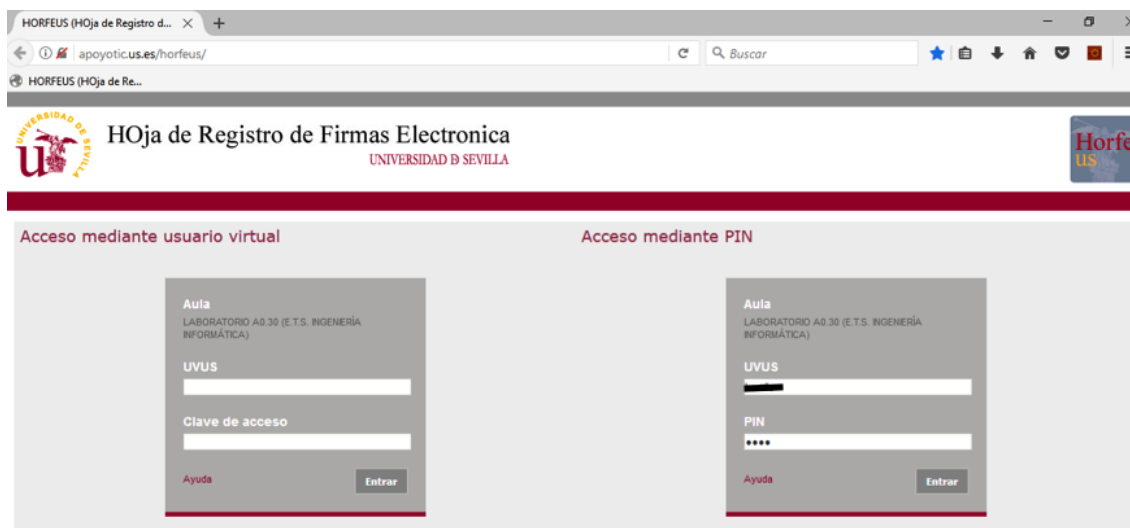 HORFEUS (HOja de Registro d...
apoyotic.us.es/horfeus/
Buscar
HORFEUS (HOja de Re...
UNIVERSIDAD DE SEVILLA
HOja de Registro de Firmas Electronica
UNIVERSIDAD Ð SEVILLA
Horfe
us
Acceso mediante usuario virtual
Acceso mediante PIN
Aula
LABORATORIO A0.30 (E.T.S. INGENIERÍA
INFORMÁTICA)
UVUS
Clave de acceso
Ayuda
Entrar
Aula
LABORATORIO A0.30 (E.T.S. INGENIERÍA
INFORMÁTICA)
UVUS
PIN
••••
Ayuda
Entrar